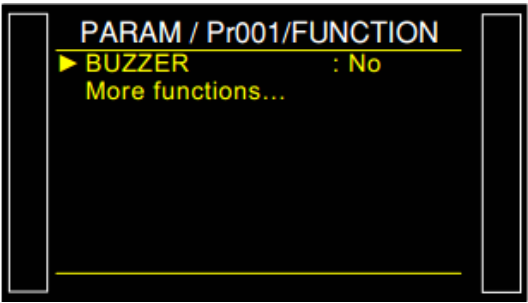 PARAM / Pr001/FUNCTION
► BUZZER : No
More functions...